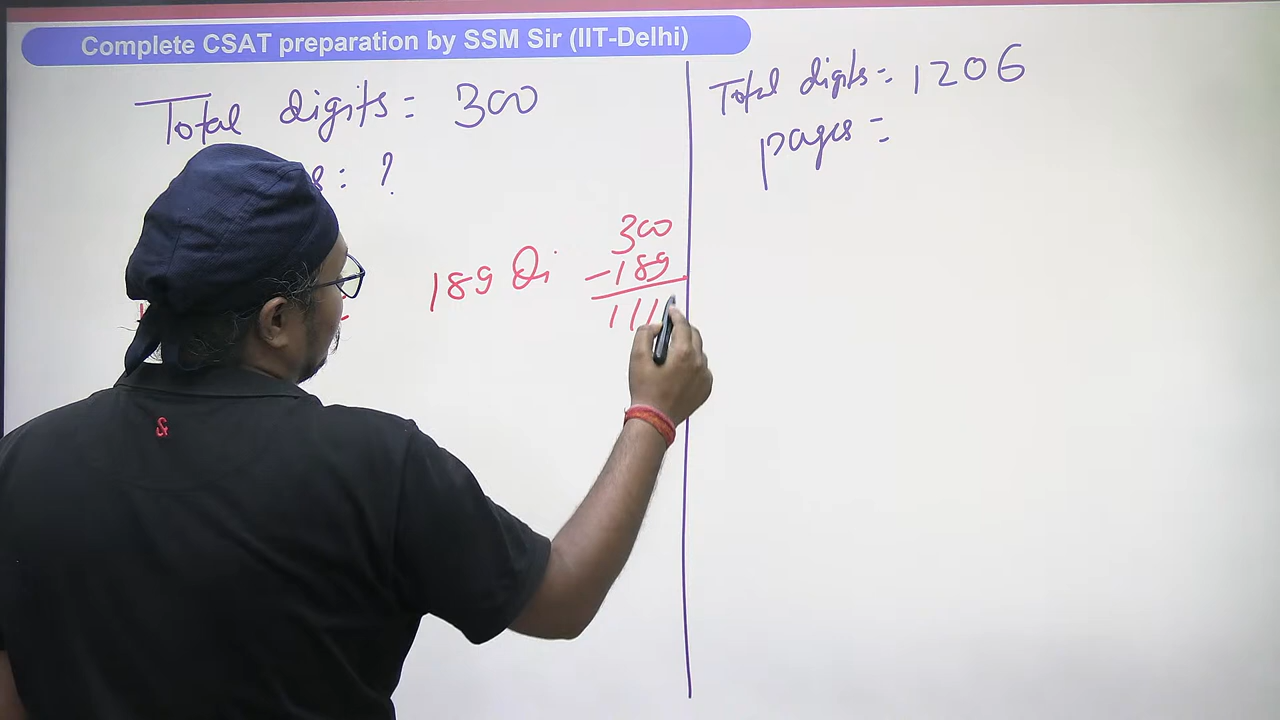 Complete CSAT preparation by SSM Sir (IIT-Delhi)
Total digits = 300
s : ?
189 Di
300
- 189
111
Total digits = 1206
pages =